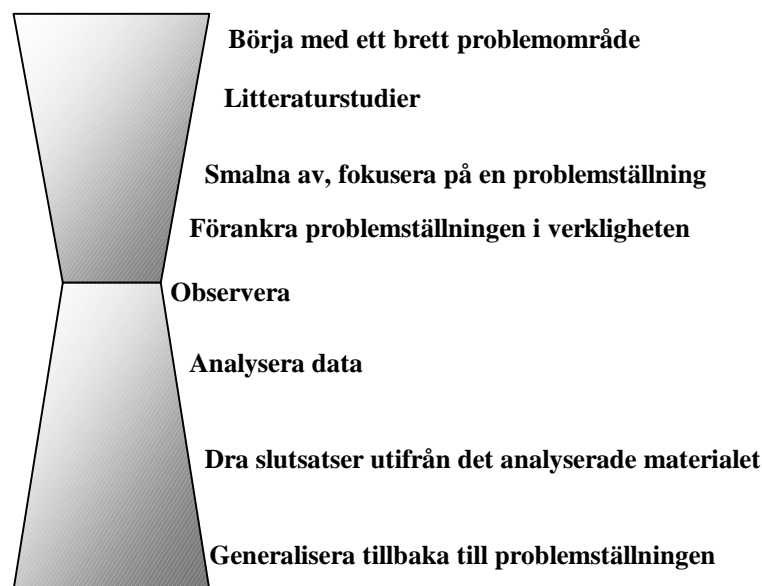 Börja med ett brett problemområde
Litteraturstudier
Smalna av, fokusera på en problemställning
Förankra problemställningen i verkligheten
Observera
Analysera data
Dra slutsatser utifrån det analyserade materialet
Generalisera tillbaka till problemställningen